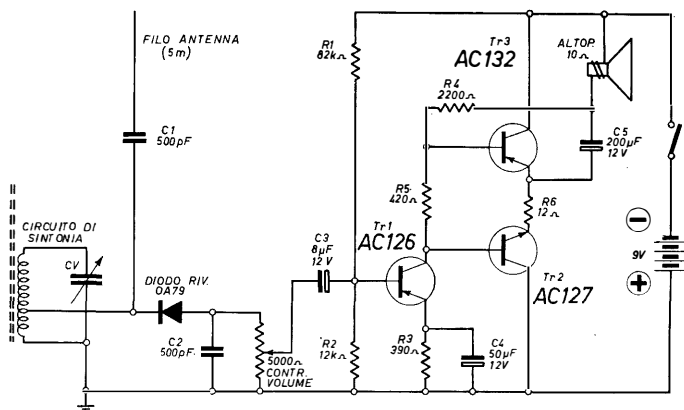 FILO ANTENNA
(5m)
C1
500pF
CIRCUITO DI
SINTONIA
CV
DIODO RIV.
OA79
C2
500pF
5000Ω
CONTR.
VOLUME
C3
8µF
12V
R1
82kΩ
R2
12kΩ
Tr1
AC126
R3
390Ω
C4
50µF
12V
R4
2200Ω
R5
420Ω
Tr3
AC132
R6
12Ω
Tr2
AC127
ALTOP.
10Ω
C5
200µF
12V
9V
−
+